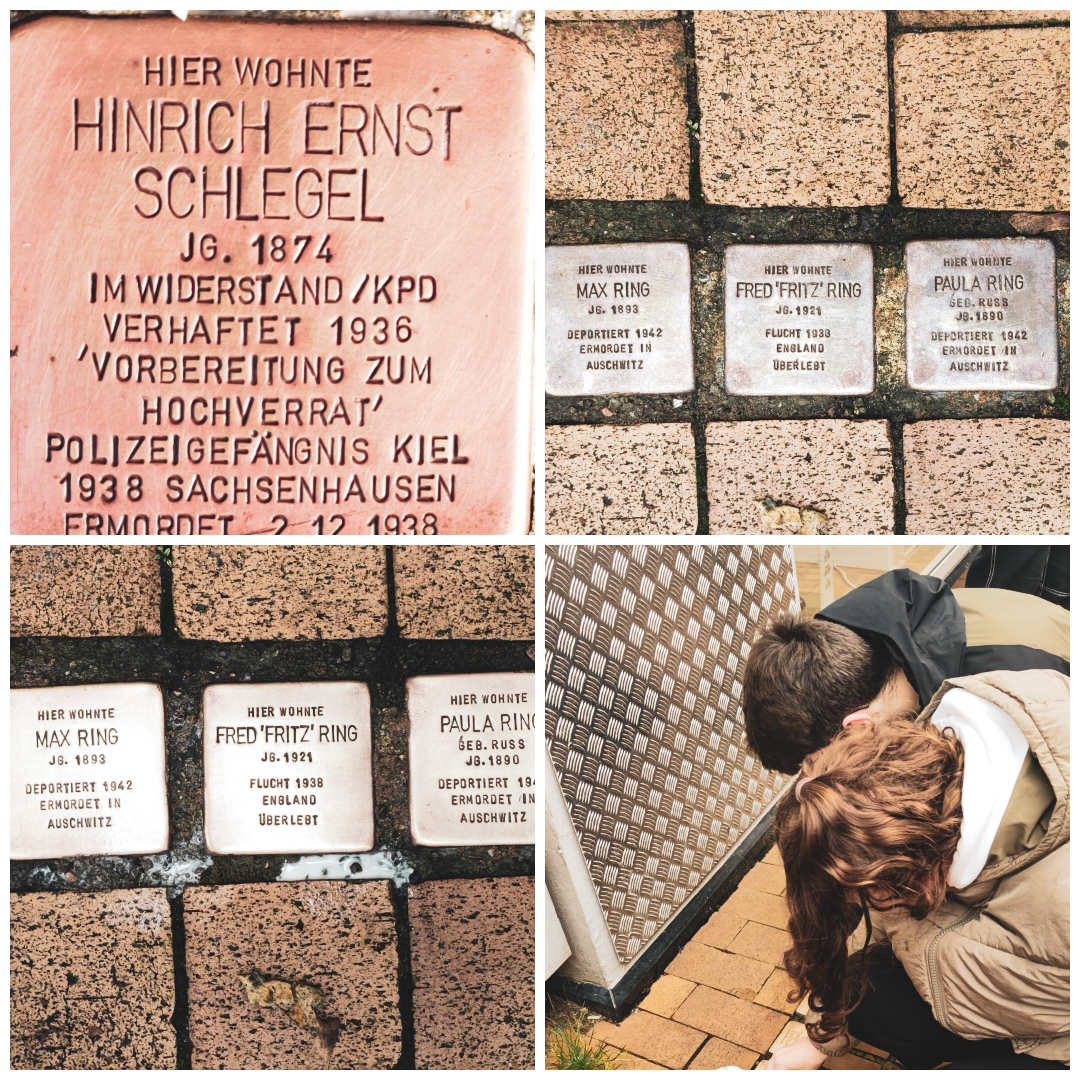 HIER WOHNTE
HINRICH ERNST
SCHLEGEL
JG. 1874
IM WIDERSTAND/KPD
VERHAFTET 1936
'VORBEREITUNG ZUM
HOCHVERRAT'
POLIZEIGEFÄNGNIS KIEL
1938 SACHSENHAUSEN
ERMORDET 2.12.1938
HIER WOHNTE
MAX RING
JG. 1893
DEPORTIERT 1942
ERMORDET IN
AUSCHWITZ
HIER WOHNTE
FRED 'FRITZ' RING
JG. 1921
FLUCHT 1938
ENGLAND
ÜBERLEBT
HIER WOHNTE
PAULA RING
GEB. RUSS
JG. 1890
DEPORTIERT 1942
ERMORDET IN
AUSCHWITZ
HIER WOHNTE
MAX RING
JG. 1893
DEPORTIERT 1942
ERMORDET IN
AUSCHWITZ
HIER WOHNTE
FRED 'FRITZ' RING
JG. 1921
FLUCHT 1938
ENGLAND
ÜBERLEBT
HIER WOHNTE
PAULA RING
GEB. RUSS
JG. 1890
DEPORTIERT 194
ERMORDET IN
AUSCHWITZ